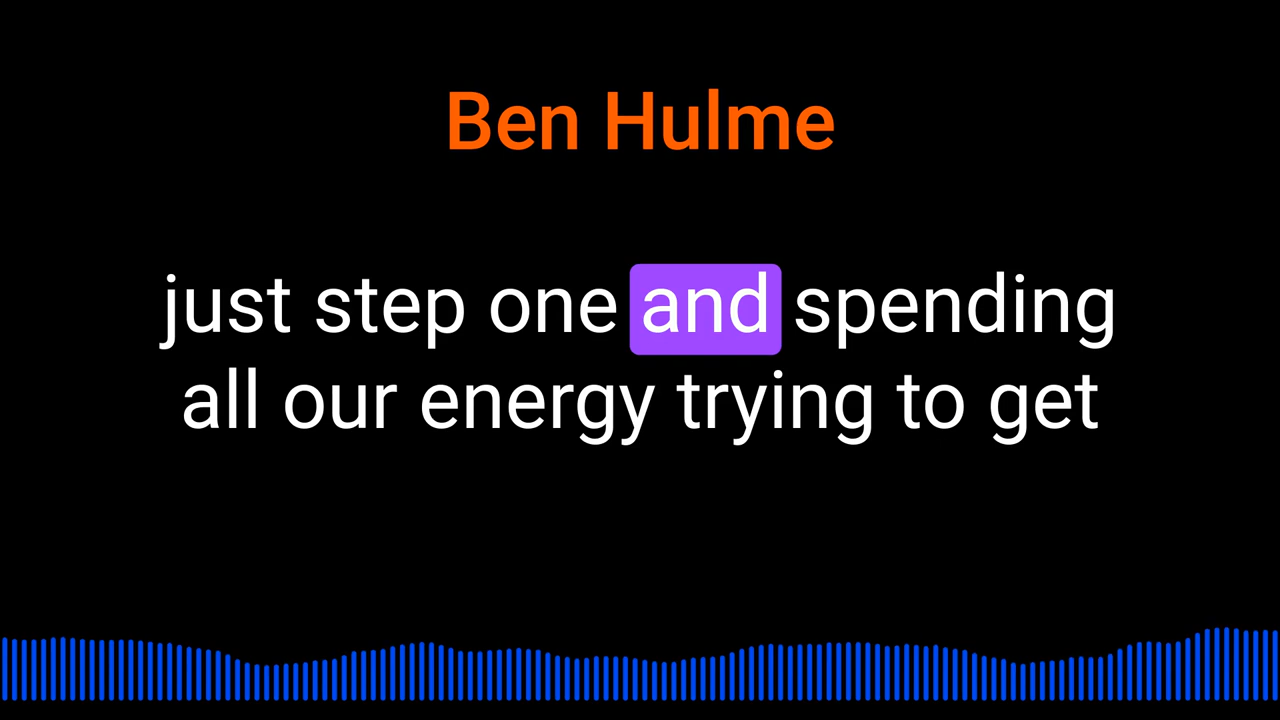 Ben Hulme
just step one and spending
all our energy trying to get